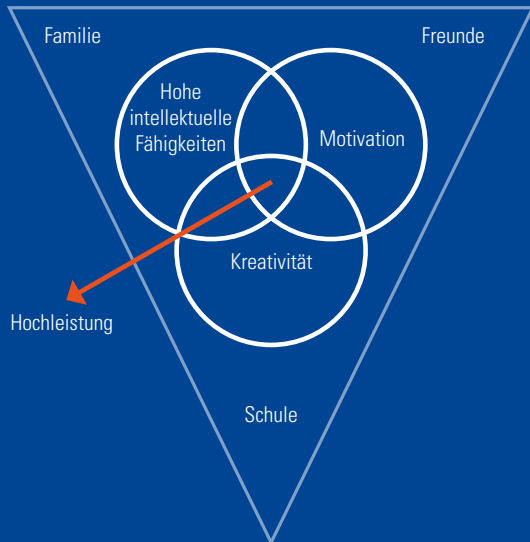 Familie
Freunde
Hohe
intellektuelle
Fähigkeiten
Motivation
Kreativität
Hochleistung
Schule